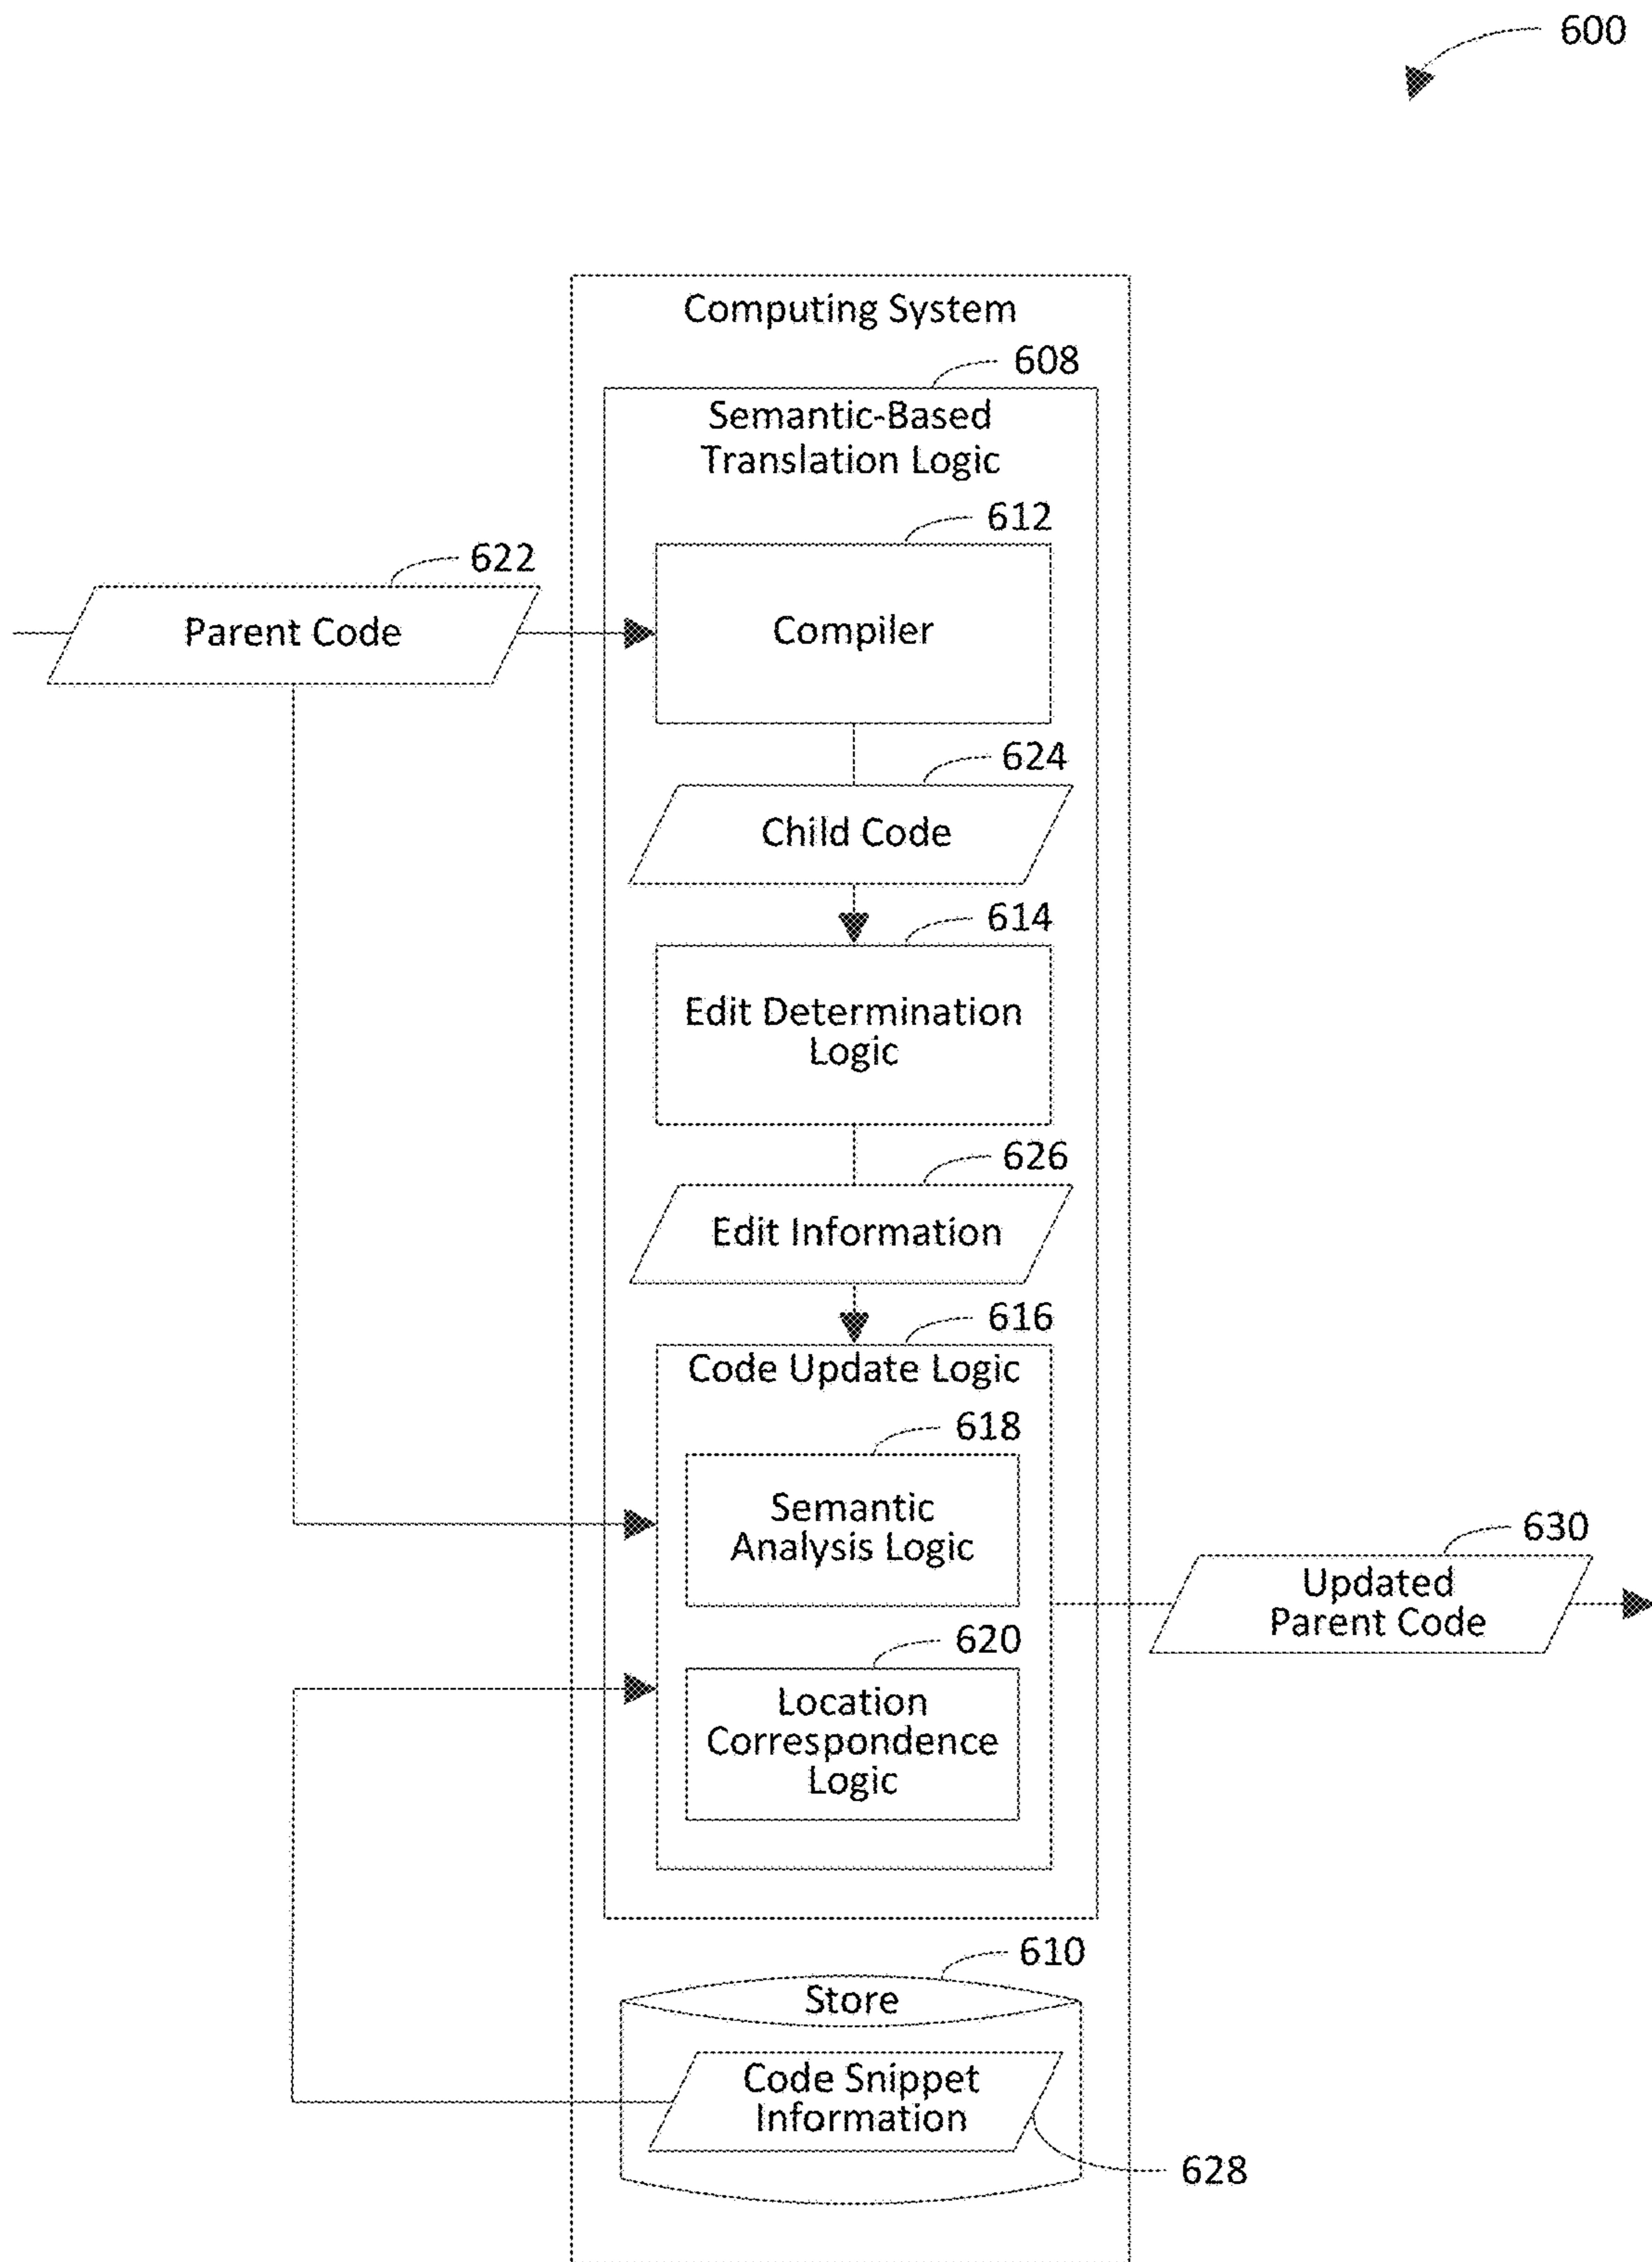 600
Computing System
608
Semantic-Based
Translation Logic
612
622
Parent Code
Compiler
624
Child Code
614
Edit Determination
Logic
626
Edit Information
616
Code Update Logic
618
Semantic
Analysis Logic
630
Updated
Parent Code
620
Location
Correspondence
Logic
610
Store
Code Snippet
Information
628